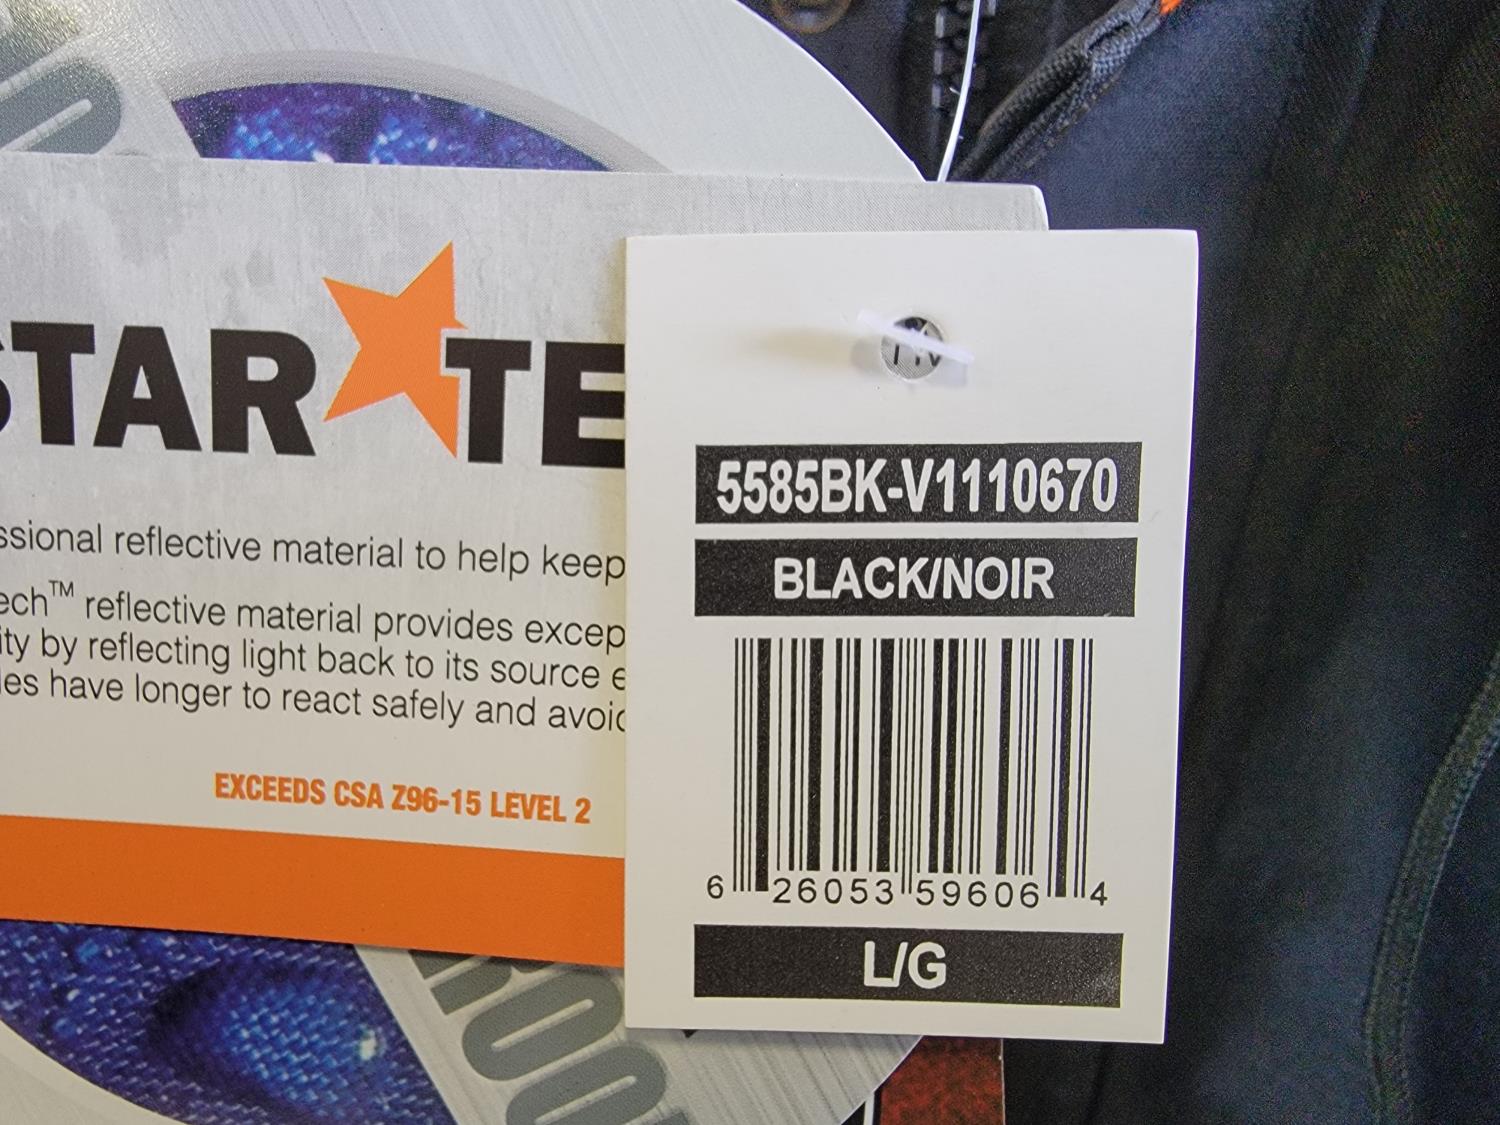 STAR TE
ssional reflective material to help keep
ech™ reflective material provides excep
ity by reflecting light back to its source e
les have longer to react safely and avoid
EXCEEDS CSA Z96-15 LEVEL 2
5585BK-V1110670
BLACK/NOIR
6 26053 59606 4
L/G
ROO